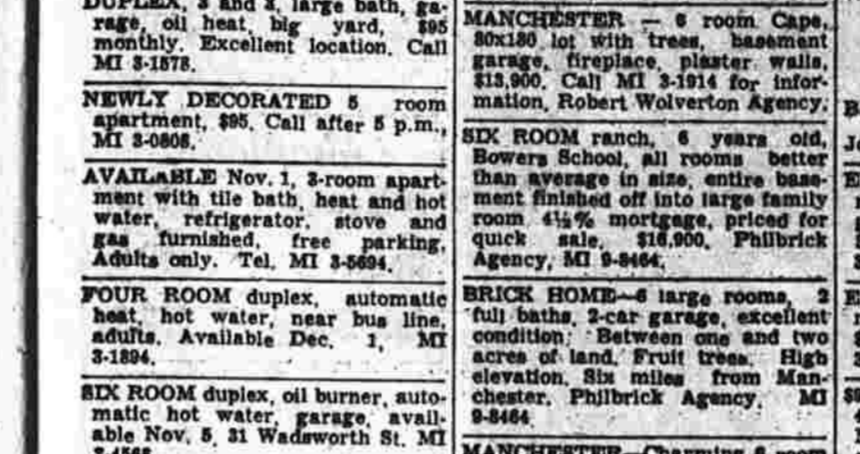 DUPLEX, 3 and 3, large bath, ga-
rage, oil heat, big yard, $95
monthly. Excellent location. Call
MI 3-1578.
NEWLY DECORATED 5 room
apartment, $95. Call after 5 p.m.,
MI 3-0805.
AVAILABLE Nov. 1, 3-room apart-
ment with tile bath, heat and hot
water, refrigerator, stove and
gas furnished, free parking.
Adults only. Tel. MI 3-5694.
FOUR ROOM duplex, automatic
heat, hot water, near bus line,
adults. Available Dec. 1, MI
3-1894.
SIX ROOM duplex, oil burner, auto-
matic hot water, garage, avail-
able Nov. 5, 31 Wadsworth St. MI
MANCHESTER — 6 room Cape,
80x180 lot with trees, basement
garage, fireplace, plaster walls,
$13,900. Call MI 3-1914 for infor-
mation, Robert Wolverton Agency.
SIX ROOM ranch, 6 years old,
Bowers School, all rooms better
than average in size, entire base-
ment finished off into large family
room 4½% mortgage, priced for
quick sale, $16,900. Philbrick
Agency, MI 9-8464.
BRICK HOME—6 large rooms, 2
full baths, 2-car garage, excellent
condition. Between one and two
acres of land. Fruit trees. High
elevation. Six miles from Man-
chester. Philbrick Agency. MI
9-8464
MANCHESTER—Charming 6 room